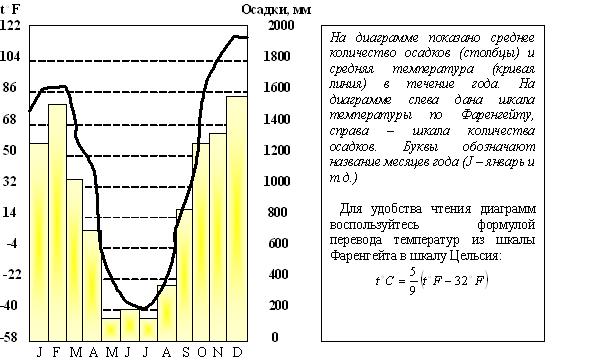 t°F Осадки, мм
122 2000
104 1800
86 1600
68 1400
50 1200
32 1000
14 800
-4 600
-22 400
-40 200
-58 0
J F M A M J J A S O N D
На диаграмме показано среднее
количество осадков (столбцы) и
средняя температура (кривая
линия) в течение года. На
диаграмме слева дана шкала
температуры по Фаренгейту,
справа – шкала количества
осадков. Буквы обозначают
название месяцев года (J – январь и
т д.)
Для удобства чтения диаграмм
воспользуйтесь формулой
перевода температур из шкалы
Фаренгейта в шкалу Цельсия:
t°C = 5/9 (t°F – 32°F)